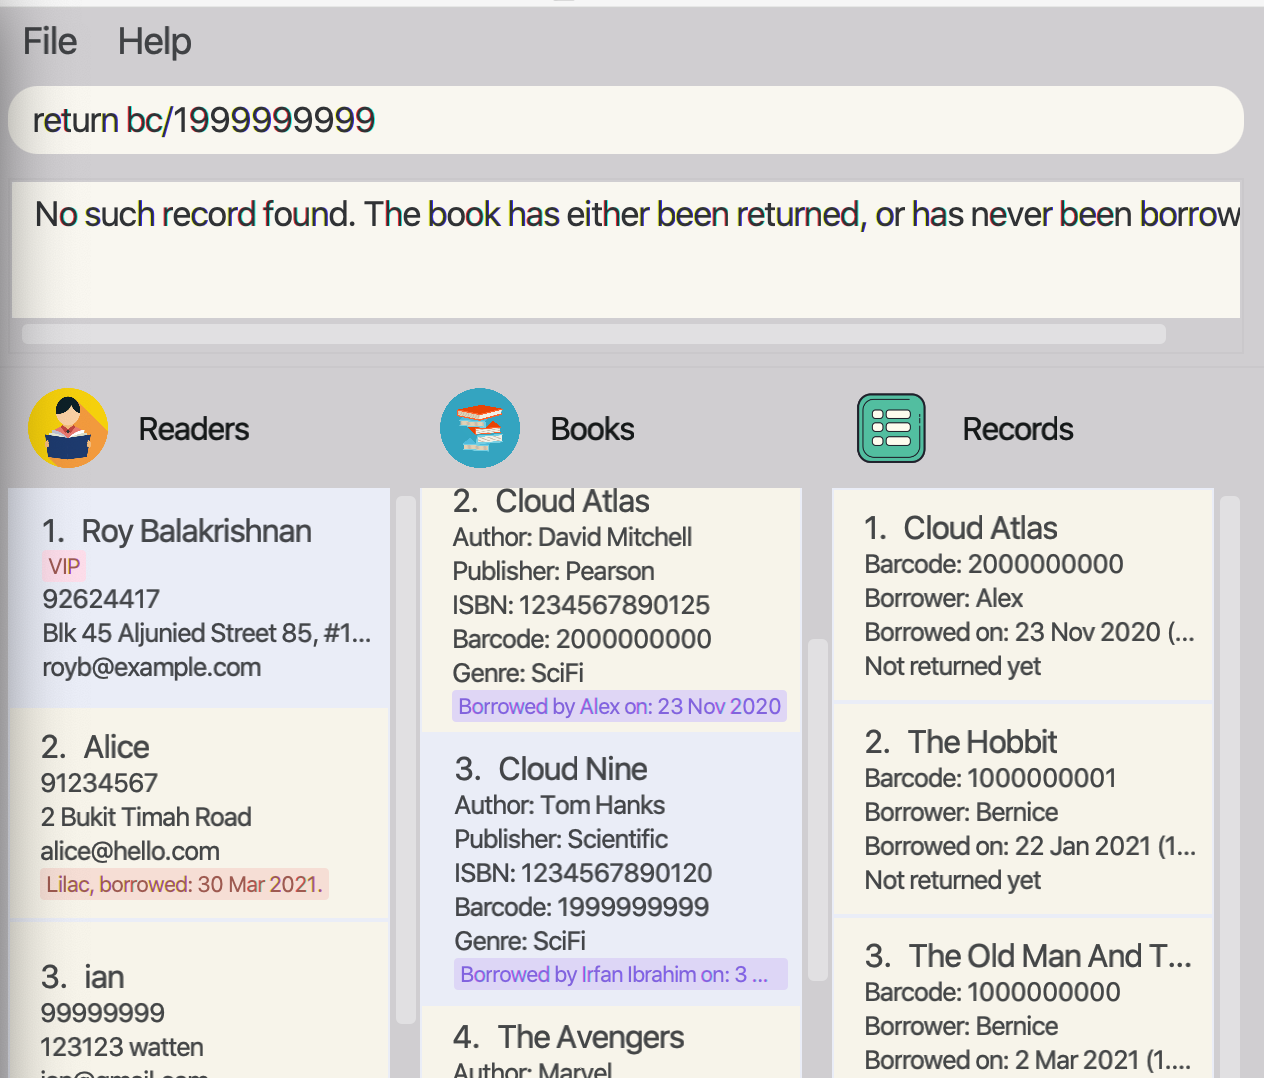 File Help
return bc/1999999999
No such record found. The book has either been returned, or has never been borrow
Readers
Books
Records
1. Roy Balakrishnan
VIP
92624417
Blk 45 Aljunied Street 85, #1...
royb@example.com
2. Alice
91234567
2 Bukit Timah Road
alice@hello.com
Lilac, borrowed: 30 Mar 2021.
3. ian
99999999
123123 watten
ian@gmail.com
2. Cloud Atlas
Author: David Mitchell
Publisher: Pearson
ISBN: 1234567890125
Barcode: 2000000000
Genre: SciFi
Borrowed by Alex on: 23 Nov 2020
3. Cloud Nine
Author: Tom Hanks
Publisher: Scientific
ISBN: 1234567890120
Barcode: 1999999999
Genre: SciFi
Borrowed by Irfan Ibrahim on: 3 ...
4. The Avengers
Author: Marvel
1. Cloud Atlas
Barcode: 2000000000
Borrower: Alex
Borrowed on: 23 Nov 2020 (...
Not returned yet
2. The Hobbit
Barcode: 1000000001
Borrower: Bernice
Borrowed on: 22 Jan 2021 (1...
Not returned yet
3. The Old Man And T...
Barcode: 1000000000
Borrower: Bernice
Borrowed on: 2 Mar 2021 (1....